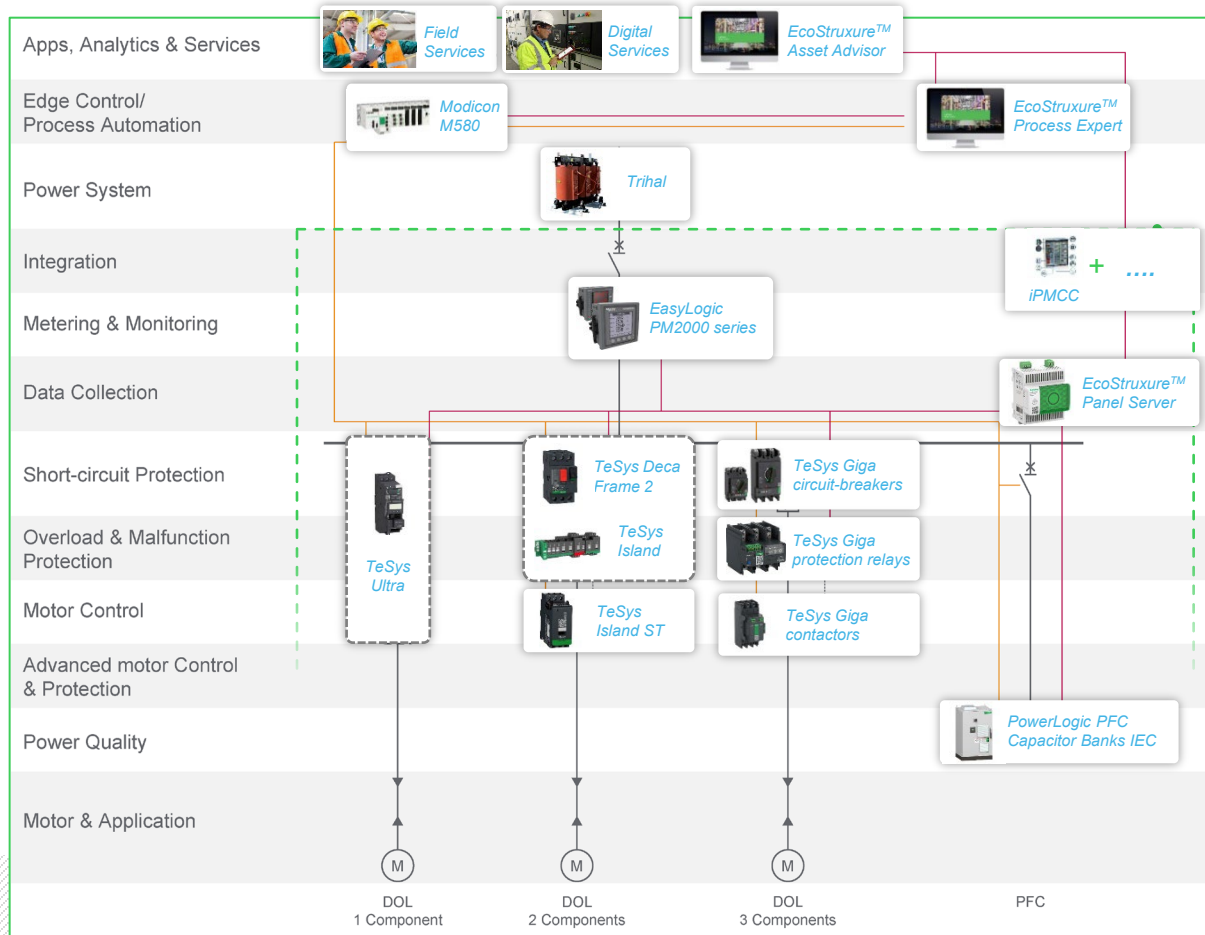 Apps, Analytics & Services
Field
Services
Digital
Services
EcoStruxure™
Asset Advisor
Edge Control/
Process Automation
Modicon
M580
EcoStruxure™
Process Expert
Power System
Trihal
Integration
iPMCC
+
....
Metering & Monitoring
EasyLogic
PM2000 series
Data Collection
EcoStruxure™
Panel Server
Short-circuit Protection
TeSys Deca
Frame 2
TeSys Giga
circuit-breakers
Overload & Malfunction
Protection
TeSys
Ultra
TeSys
Island
TeSys Giga
protection relays
Motor Control
TeSys
Island ST
TeSys Giga
contactors
Advanced motor Control
& Protection
Power Quality
PowerLogic PFC
Capacitor Banks IEC
Motor & Application
M
M
M
DOL
1 Component
DOL
2 Components
DOL
3 Components
PFC